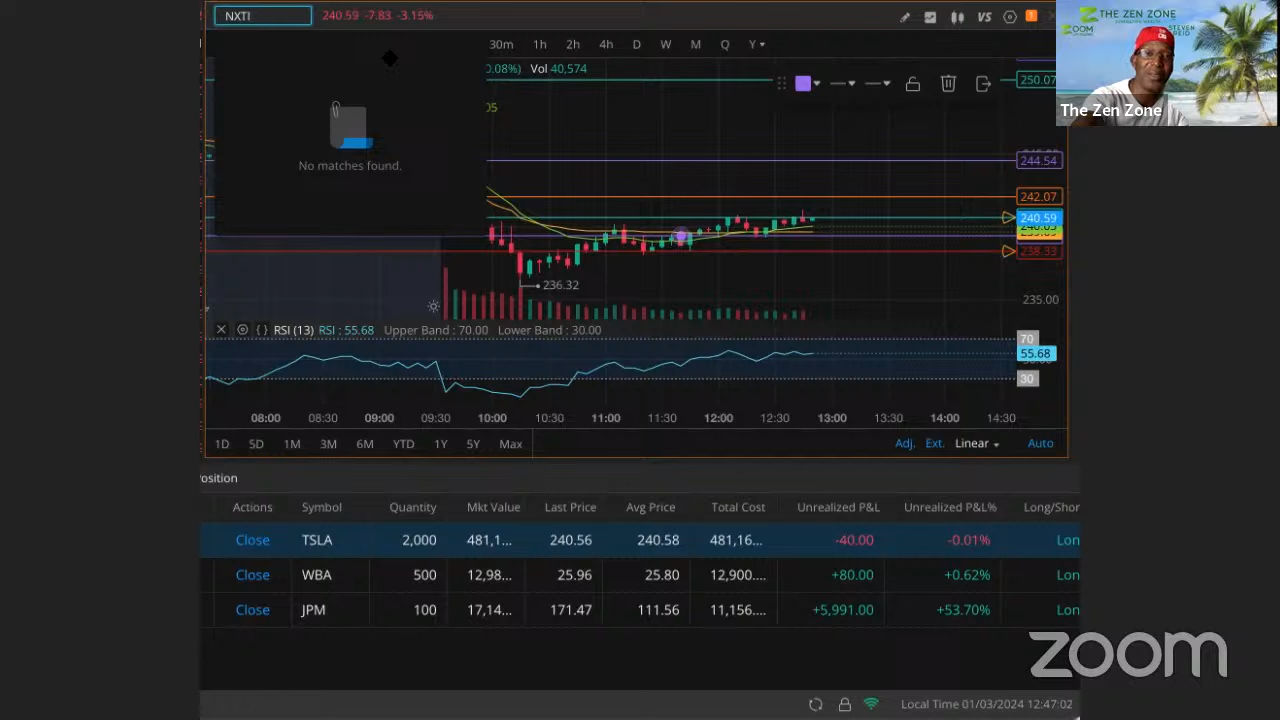 NXTI 240.59 -7.83 -3.15% VS T
THE ZEN ZONE
ZOOM STEVEN
30m 1h 2h 4h D W M Q Y
0.08%) Vol 40,574
250.07
05
The Zen Zone
No matches found.
244.54
242.07
240.59
238.33
236.32
235.00
RSI (13) RSI : 55.68 Upper Band : 70.00 Lower Band : 30.00
70
55.68
30
08:00 08:30 09:00 09:30 10:00 10:30 11:00 11:30 12:00 12:30 13:00 13:30 14:00 14:30
1D 5D 1M 3M 6M YTD 1Y 5Y Max Adj. Ext. Linear Auto
osition
Actions Symbol Quantity Mkt Value Last Price Avg Price Total Cost Unrealized P&L Unrealized P&L% Long/Shor
Close TSLA 2,000 481,1... 240.56 240.58 481,16... -40.00 -0.01% Lon
Close WBA 500 12,98... 25.96 25.80 12,900.... +80.00 +0.62% Lon
Close JPM 100 17,14... 171.47 111.56 11,156.... +5,991.00 +53.70% Lon
zoom
Local Time 01/03/2024 12:47:02